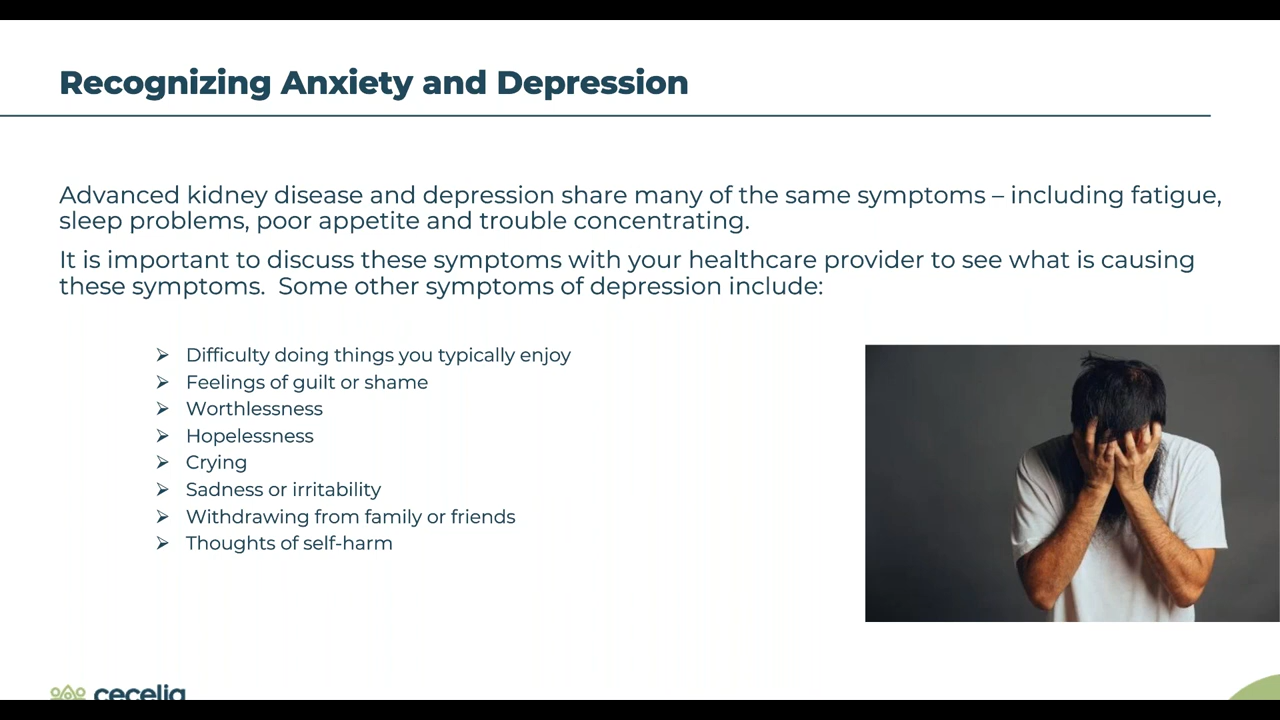 Recognizing Anxiety and Depression
Advanced kidney disease and depression share many of the same symptoms – including fatigue,
sleep problems, poor appetite and trouble concentrating.
It is important to discuss these symptoms with your healthcare provider to see what is causing
these symptoms.  Some other symptoms of depression include:
➢ Difficulty doing things you typically enjoy
➢ Feelings of guilt or shame
➢ Worthlessness
➢ Hopelessness
➢ Crying
➢ Sadness or irritability
➢ Withdrawing from family or friends
➢ Thoughts of self-harm
cecelia